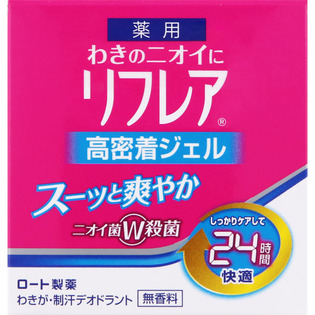 薬用
わきのニオイに
リフレア®
高密着ジェル
スーッと爽やか
ニオイ菌W殺菌
しっかりケアして
24時間
快適
ロート製薬
わきが・制汗デオドラント
無香料